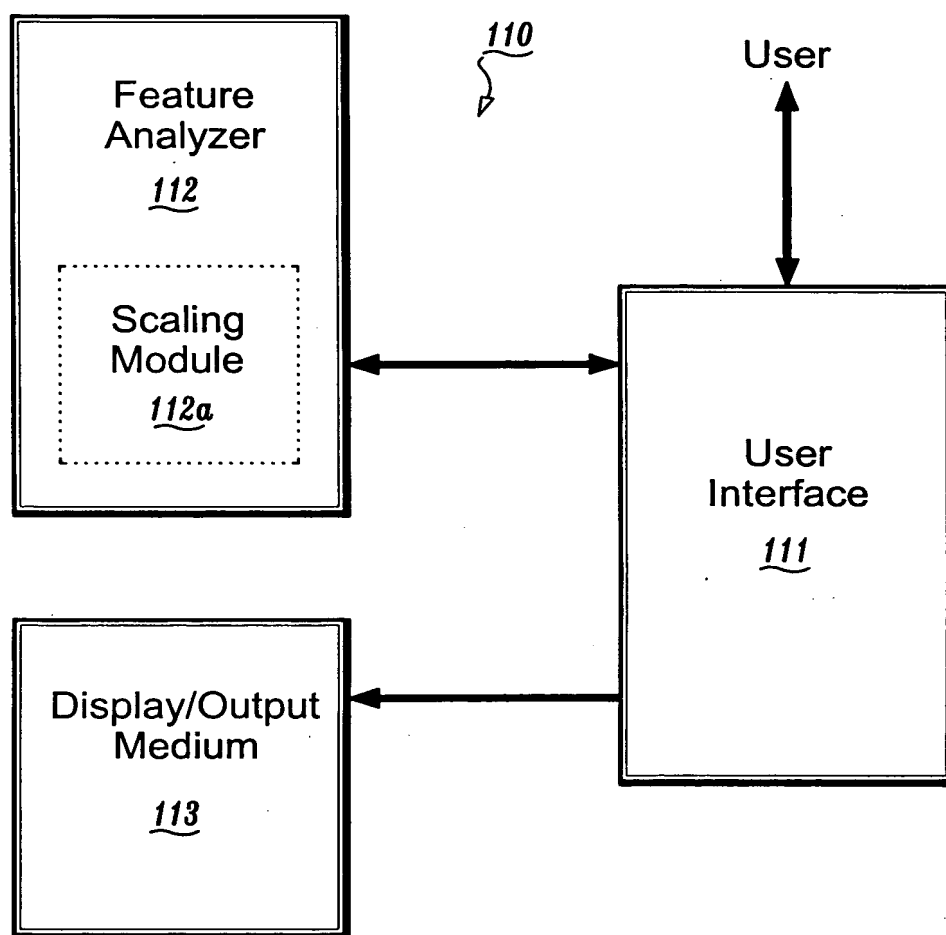 110
User
Feature
Analyzer
112
Scaling
Module
112a
User
Interface
111
Display/Output
Medium
113